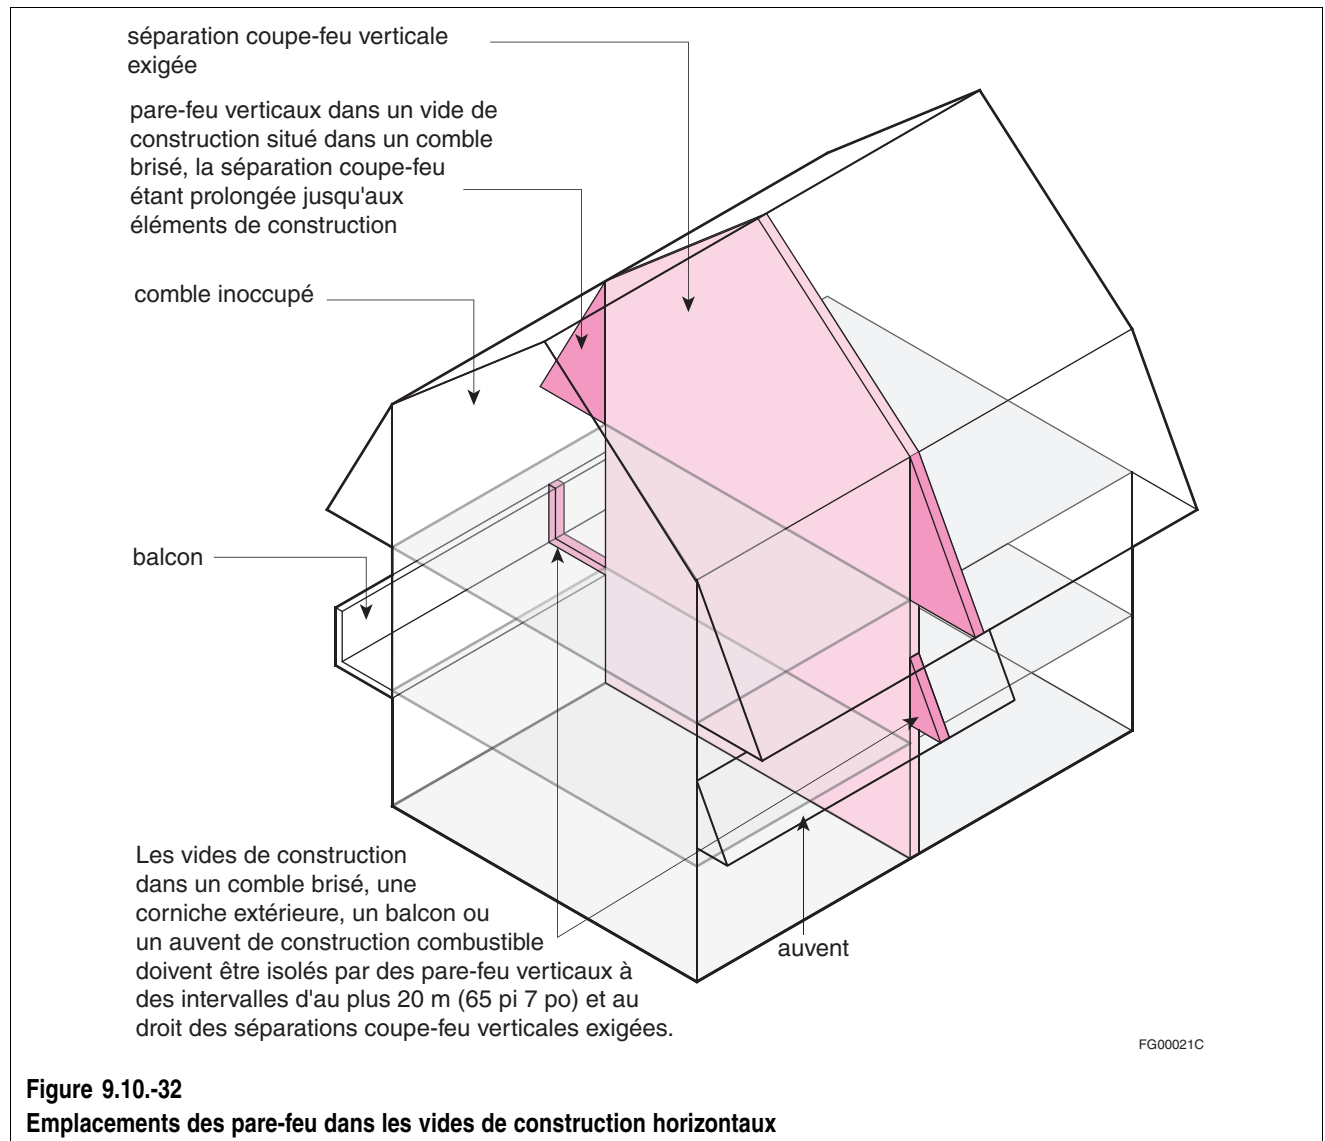 séparation coupe-feu verticale
exigée
pare-feu verticaux dans un vide de
construction situé dans un comble
brisé, la séparation coupe-feu
étant prolongée jusqu'aux
éléments de construction
comble inoccupé
balcon
Les vides de construction
dans un comble brisé, une
corniche extérieure, un balcon ou
un auvent de construction combustible
doivent être isolés par des pare-feu verticaux à
des intervalles d'au plus 20 m (65 pi 7 po) et au
droit des séparations coupe-feu verticales exigées.
auvent
FG00021C
Figure 9.10.-32
Emplacements des pare-feu dans les vides de construction horizontaux